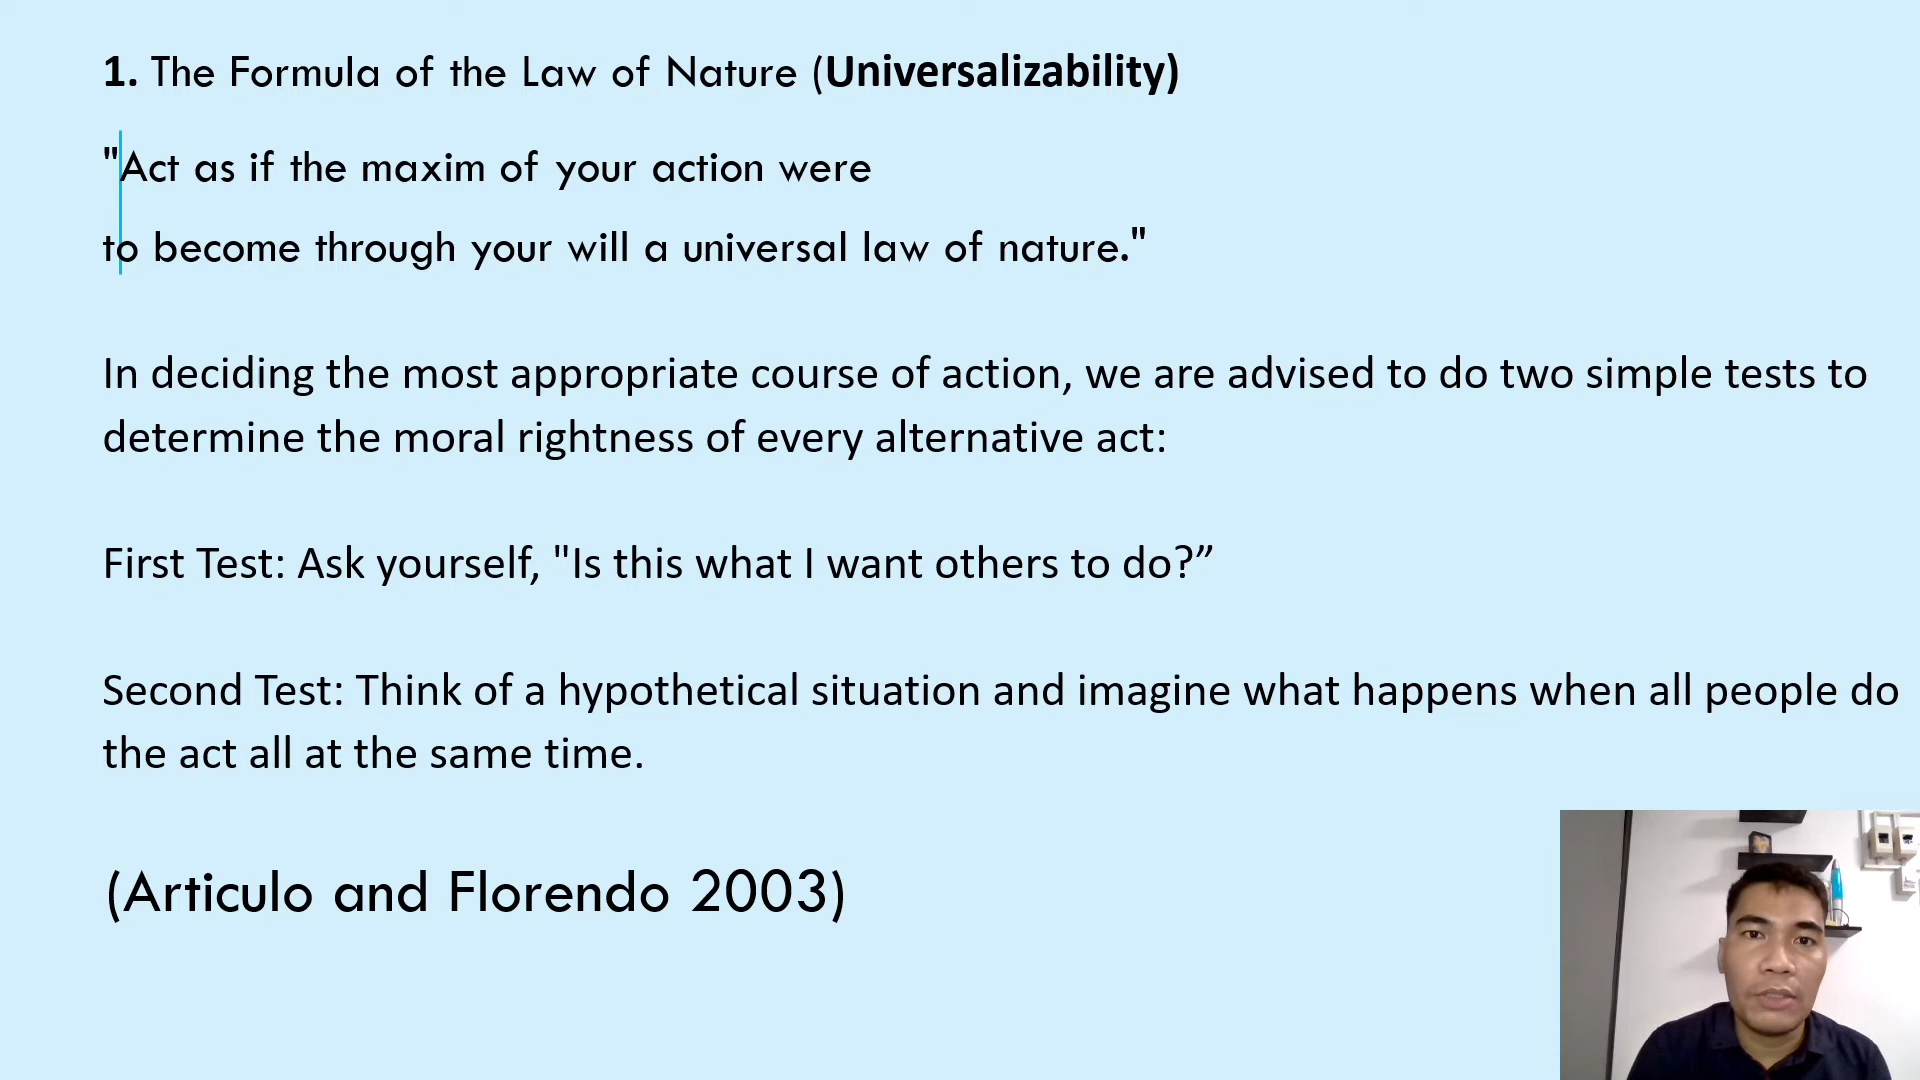 1. The Formula of the Law of Nature (Universalizability)
"Act as if the maxim of your action were
to become through your will a universal law of nature."
In deciding the most appropriate course of action, we are advised to do two simple tests to
determine the moral rightness of every alternative act:
First Test: Ask yourself, "Is this what I want others to do?”
Second Test: Think of a hypothetical situation and imagine what happens when all people do
the act all at the same time.
(Articulo and Florendo 2003)